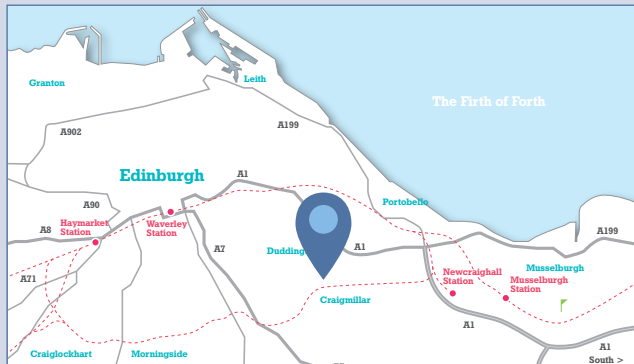 Granton
Leith
The Firth of Forth
A902
A199
Edinburgh
A1
A90
Portobello
Haymarket
Station
Waverley
Station
A8
A7
A1
A199
Dudding
A71
Newcraighall
Station
Musselburgh
Musselburgh
Station
Craigmillar
A1
A1
South >
Craiglockhart
Morningside